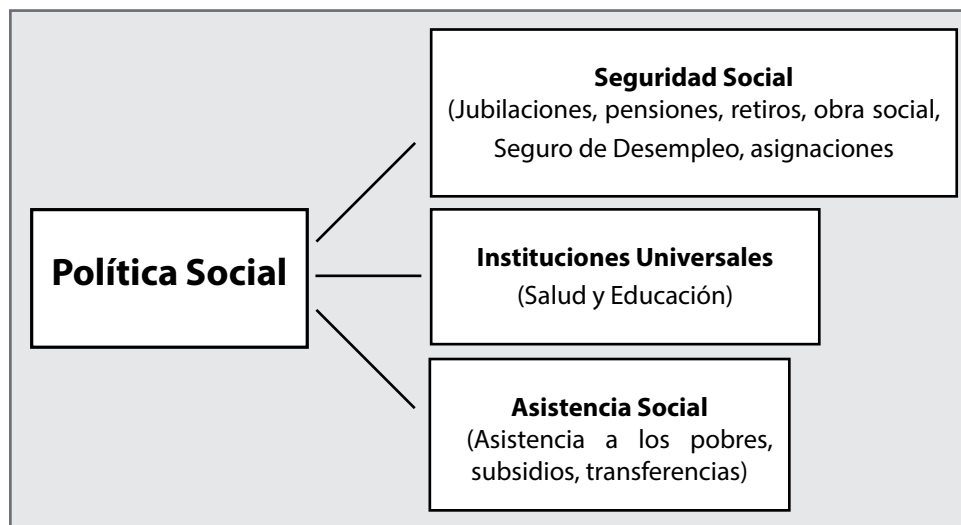 Política Social
Seguridad Social
(Jubilaciones, pensiones, retiros, obra social,
Seguro de Desempleo, asignaciones
Instituciones Universales
(Salud y Educación)
Asistencia Social
(Asistencia a los pobres,
subsidios, transferencias)